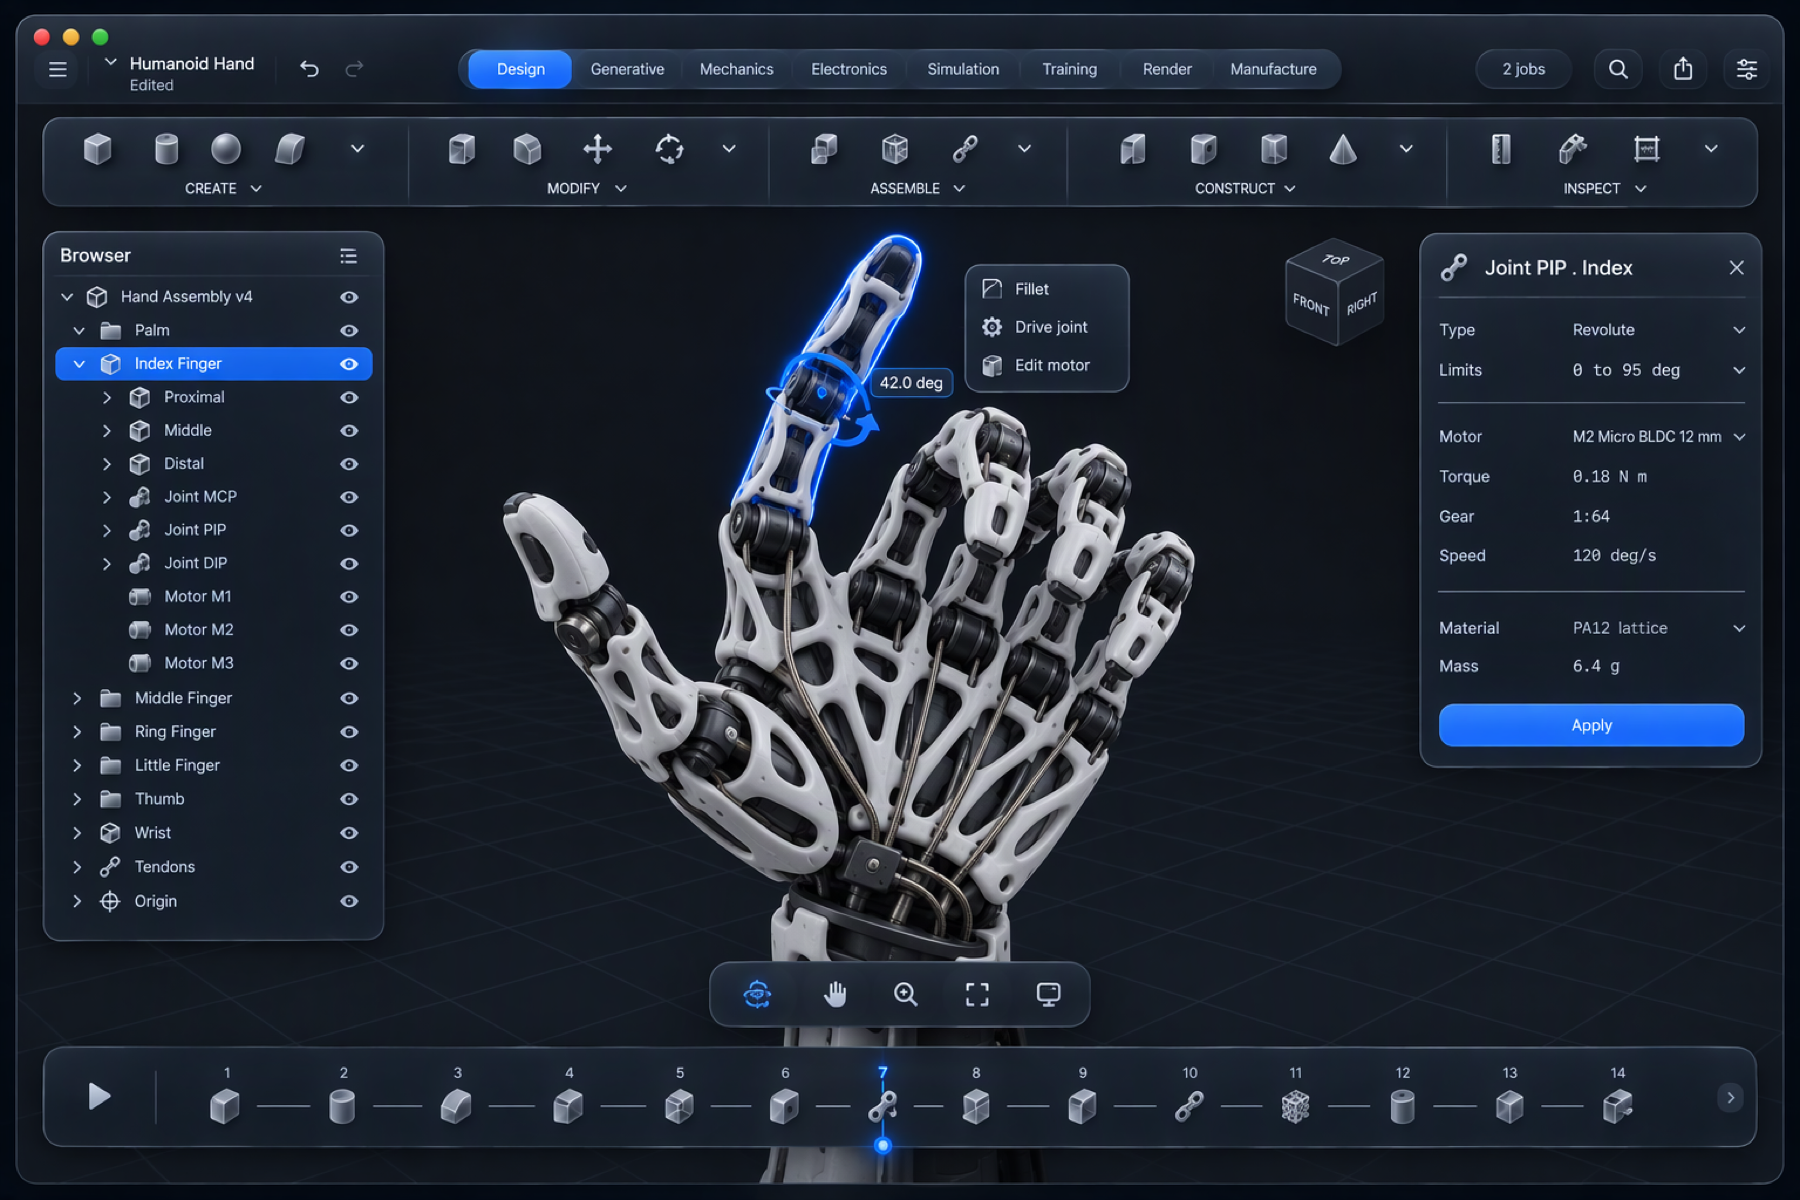 Humanoid Hand
Edited
Design
Generative
Mechanics
Electronics
Simulation
Training
Render
Manufacture
2 jobs
CREATE
MODIFY
ASSEMBLE
CONSTRUCT
INSPECT
Browser
Hand Assembly v4
Palm
Index Finger
Proximal
Middle
Distal
Joint MCP
Joint PIP
Joint DIP
Motor M1
Motor M2
Motor M3
Middle Finger
Ring Finger
Little Finger
Thumb
Wrist
Tendons
Origin
42.0 deg
Fillet
Drive joint
Edit motor
TOP
FRONT
RIGHT
Joint PIP . Index
Type Revolute
Limits 0 to 95 deg
Motor M2 Micro BLDC 12 mm
Torque 0.18 N m
Gear 1:64
Speed 120 deg/s
Material PA12 lattice
Mass 6.4 g
Apply
1 2 3 4 5 6 7 8 9 10 11 12 13 14